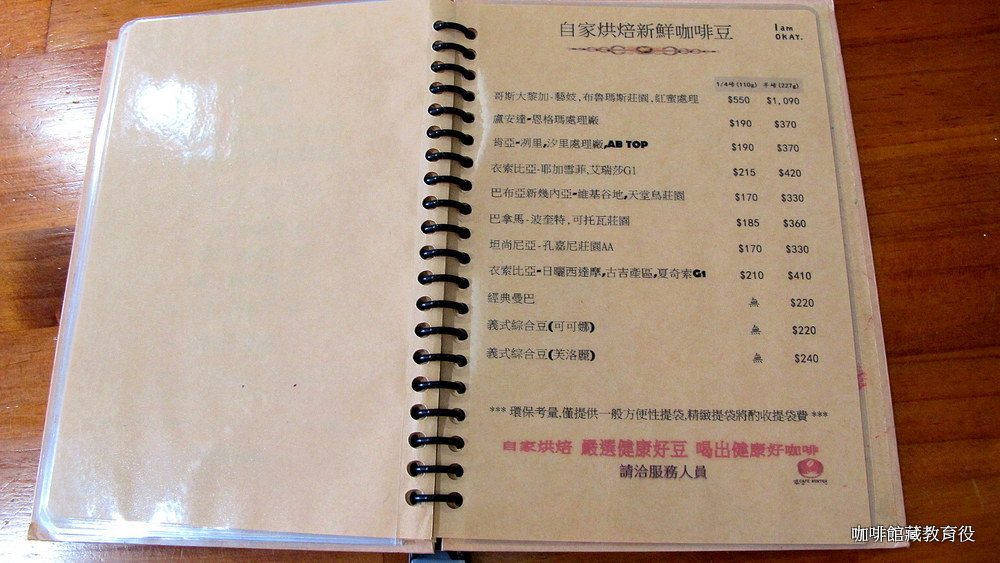 自家烘焙新鮮咖啡豆
I am
OKAY.
1/4磅(110g) 半磅(227g)
哥斯大黎加-藝妓,布魯瑪斯莊園,紅蜜處理 $550 $1,090
盧安達-恩格瑪處理廠 $190 $370
肯亞-冽里,汐里處理廠,AB TOP $190 $370
衣索比亞-耶加雪菲,艾瑞莎G1 $215 $420
巴布亞新幾內亞-維基谷地,天堂鳥莊園 $170 $330
巴拿馬-波奎特,可托瓦莊園 $185 $360
坦尚尼亞-孔嘉尼莊園AA $170 $330
衣索比亞-日曬西達摩,古吉產區,夏奇索G1 $210 $410
經典曼巴 無 $220
義式綜合豆(可可娜) 無 $220
義式綜合豆(芙洛麗) 無 $240
*** 環保考量,僅提供一般方便性提袋,精緻提袋將酌收提袋費 ***
自家烘焙 嚴選健康好豆 喝出健康好咖啡
請洽服務人員
咖啡館藏教育役